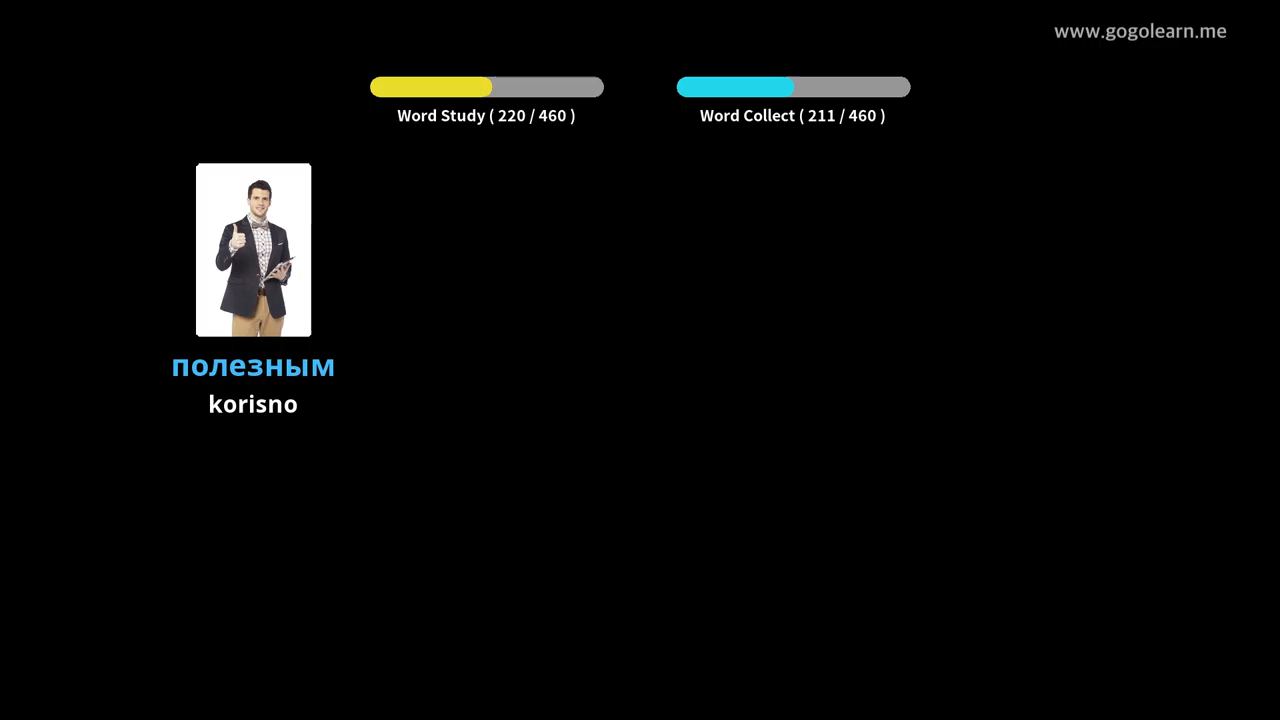 www.gogolearn.me
Word Study ( 220 / 460 )
Word Collect ( 211 / 460 )
полезным
korisno